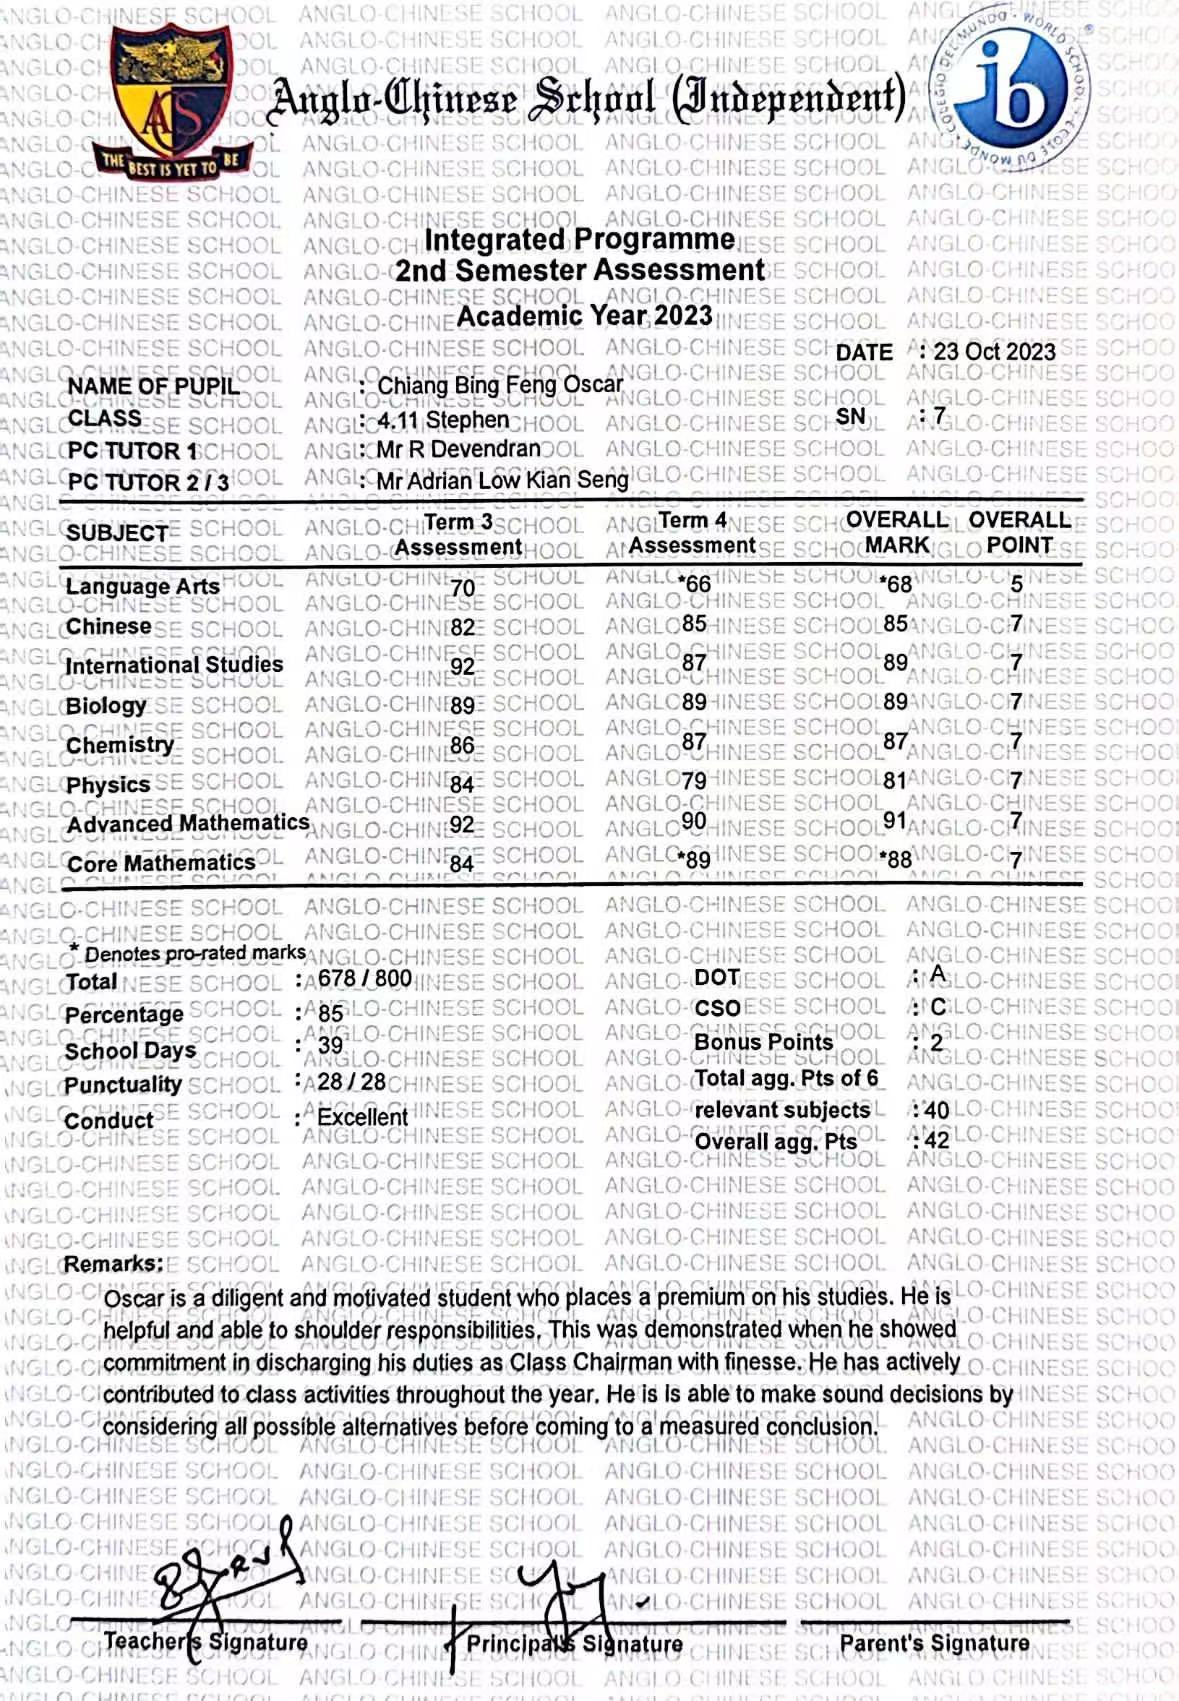 ACS
THE BEST IS YET TO BE
Anglo-Chinese School (Independent)
COLEGIO DEL MUNDO · WORLD SCHOOL · ECOLE DU MONDE ·
ib
Integrated Programme
2nd Semester Assessment
Academic Year 2023
DATE : 23 Oct 2023
NAME OF PUPIL : Chiang Bing Feng Oscar
CLASS : 4.11 Stephen SN : 7
PC TUTOR 1 : Mr R Devendran
PC TUTOR 2 / 3 : Mr Adrian Low Kian Seng
SUBJECT Term 3 Assessment Term 4 Assessment OVERALL MARK OVERALL POINT
Language Arts 70 *66 *68 5
Chinese 82 85 85 7
International Studies 92 87 89 7
Biology 89 89 89 7
Chemistry 86 87 87 7
Physics 84 79 81 7
Advanced Mathematics 92 90 91 7
Core Mathematics 84 *89 *88 7
* Denotes pro-rated marks
Total : 678 / 800 DOT : A
Percentage : 85 CSO : C
School Days : 39 Bonus Points : 2
Punctuality : 28 / 28 Total agg. Pts of 6
Conduct : Excellent relevant subjects : 40
Overall agg. Pts : 42
Remarks:
Oscar is a diligent and motivated student who places a premium on his studies. He is
helpful and able to shoulder responsibilities. This was demonstrated when he showed
commitment in discharging his duties as Class Chairman with finesse. He has actively
contributed to class activities throughout the year. He is is able to make sound decisions by
considering all possible alternatives before coming to a measured conclusion.
Teacher's Signature Principal's Signature Parent's Signature